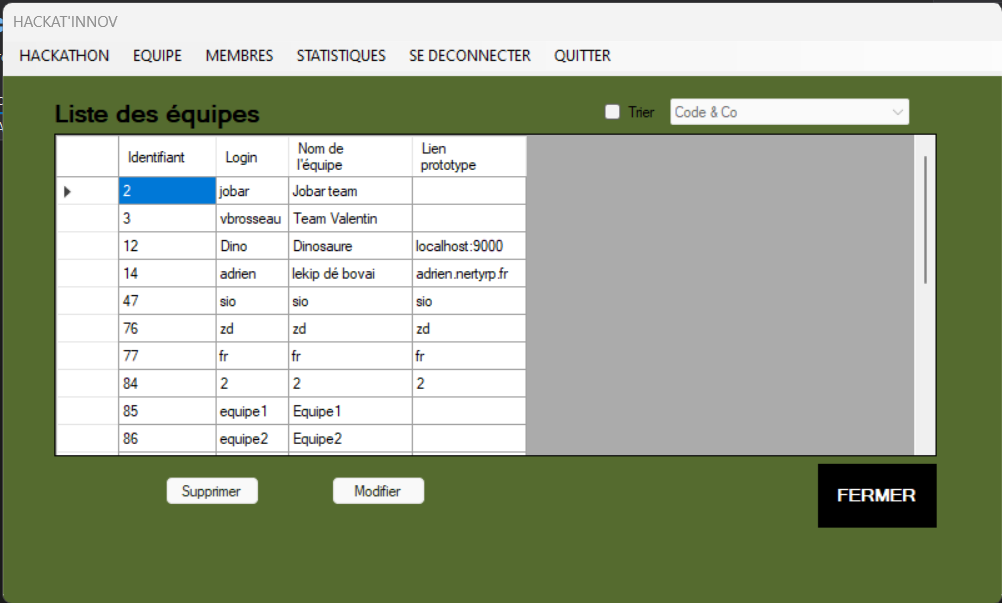 HACKAT'INNOV
HACKATHON EQUIPE MEMBRES STATISTIQUES SE DECONNECTER QUITTER
Liste des équipes
Trier Code & Co
Identifiant Login Nom de l'équipe Lien prototype
2 jobar Jobar team
3 vbrosseau Team Valentin
12 Dino Dinosaure localhost:9000
14 adrien lekip dé bovai adrien.nertyrp.fr
47 sio sio sio
76 zd zd zd
77 fr fr fr
84 2 2 2
85 equipe1 Equipe1
86 equipe2 Equipe2
Supprimer Modifier
FERMER